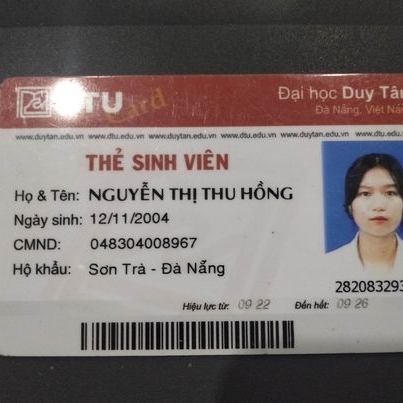 DTU Card
Đại học Duy Tân
Đà Nẵng, Việt Nam
www.duytan.edu.vn www.dtu.edu.vn www.duytan.edu.vn www.dtu.edu.vn www.duytan.edu.vn www.dtu.edu.vn
THẺ SINH VIÊN
Họ & Tên: NGUYỄN THỊ THU HỒNG
Ngày sinh: 12/11/2004
CMND: 048304008967
Hộ khẩu: Sơn Trà - Đà Nẵng
282083293
Hiệu lực từ: 09 22 Đến hết: 09 26